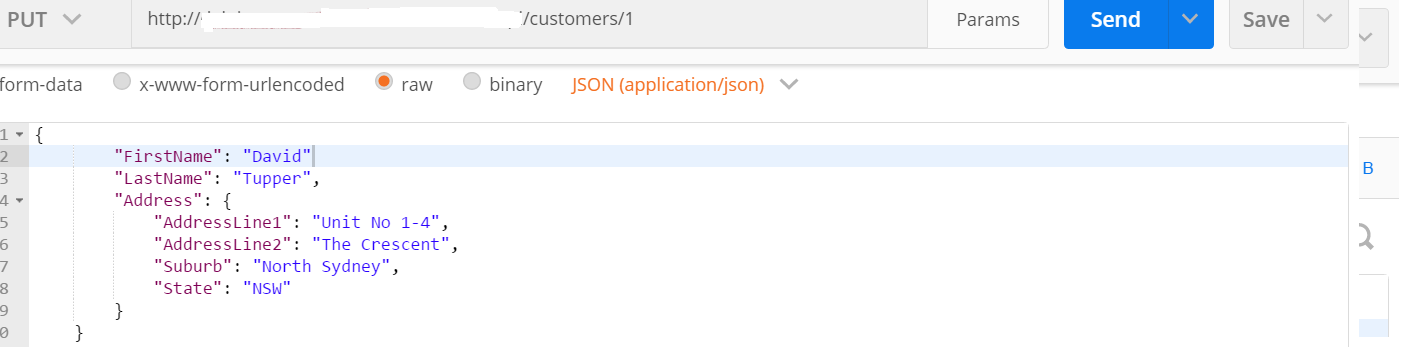 PUT http:// /customers/1 Params Send Save
form-data x-www-form-urlencoded raw binary JSON (application/json)
1 {
2 "FirstName": "David"
3 "LastName": "Tupper",
4 "Address": {
5 "AddressLine1": "Unit No 1-4",
6 "AddressLine2": "The Crescent",
7 "Suburb": "North Sydney",
8 "State": "NSW"
9 }
0 }
B